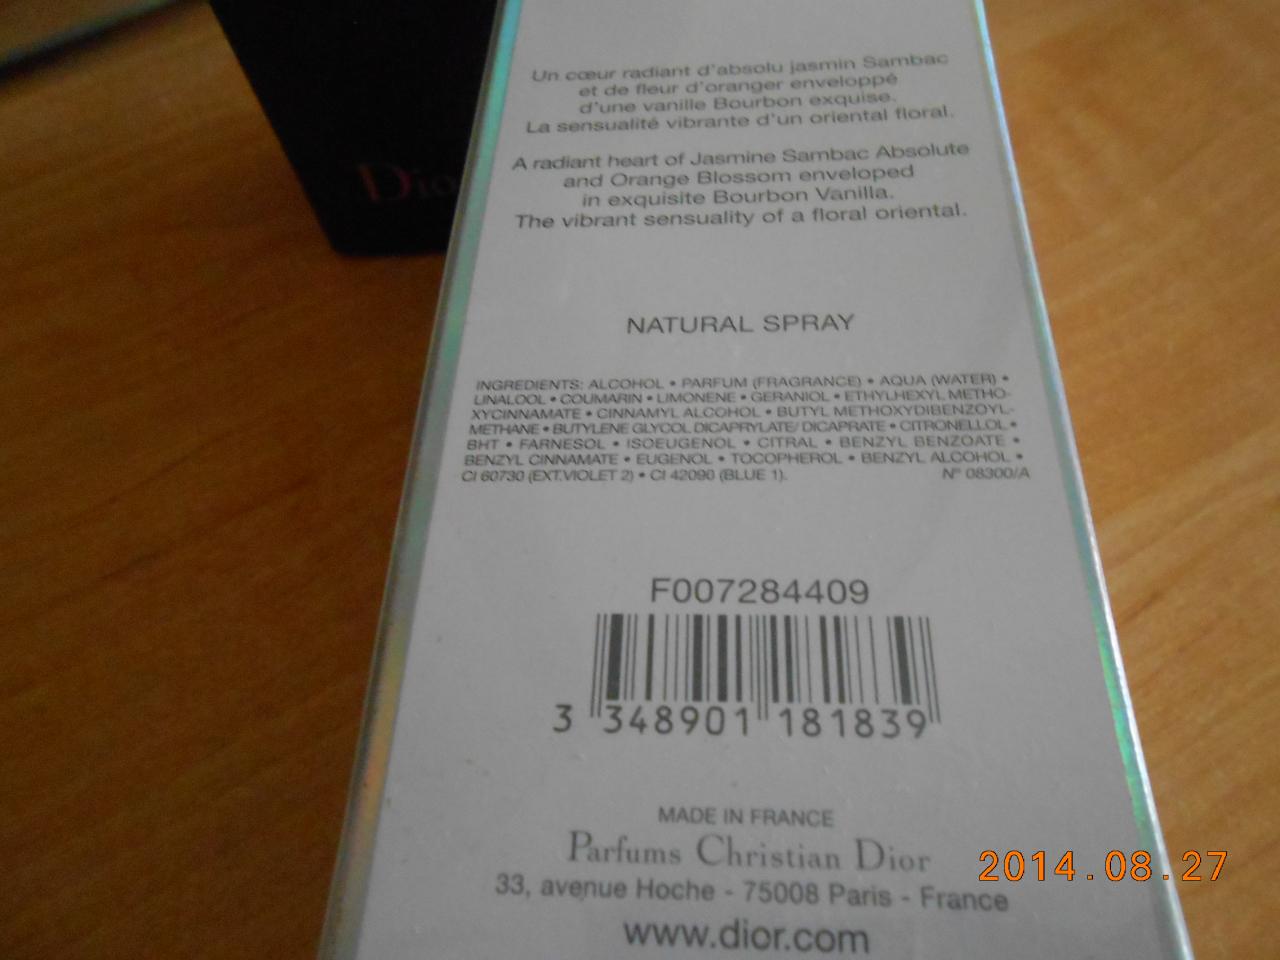 Dio
Un cœur radiant d'absolu jasmin Sambac
et de fleur d'oranger enveloppé
d'une vanille Bourbon exquise.
La sensualité vibrante d'un oriental floral.
A radiant heart of Jasmine Sambac Absolute
and Orange Blossom enveloped
in exquisite Bourbon Vanilla.
The vibrant sensuality of a floral oriental.
NATURAL SPRAY
INGREDIENTS: ALCOHOL • PARFUM (FRAGRANCE) • AQUA (WATER) •
LINALOOL • COUMARIN • LIMONENE • GERANIOL • ETHYLHEXYL METHO-
XYCINNAMATE • CINNAMYL ALCOHOL • BUTYL METHOXYDIBENZOYL-
METHANE • BUTYLENE GLYCOL DICAPRYLATE/ DICAPRATE • CITRONELLOL •
BHT • FARNESOL • ISOEUGENOL • CITRAL • BENZYL BENZOATE •
BENZYL CINNAMATE • EUGENOL • TOCOPHEROL • BENZYL ALCOHOL •
CI 60730 (EXT.VIOLET 2) • CI 42090 (BLUE 1). N° 08300/A
F007284409
3 348901 181839
MADE IN FRANCE
Parfums Christian Dior
33, avenue Hoche - 75008 Paris - France
www.dior.com
2014.08.27